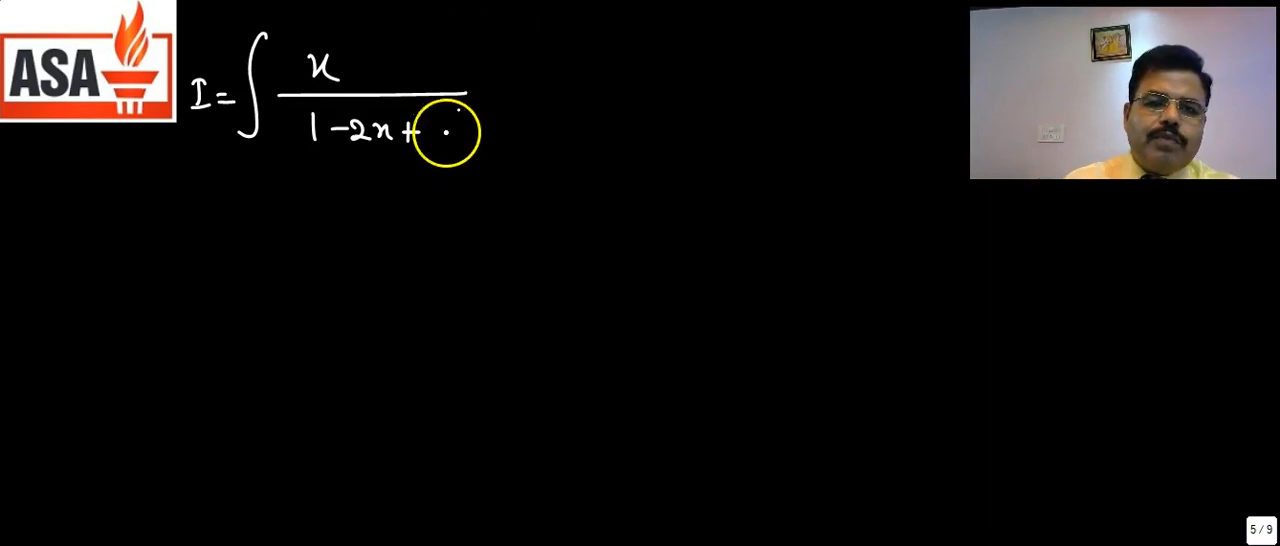 ASA
I = ∫ x
1 - 2x +
5 / 9